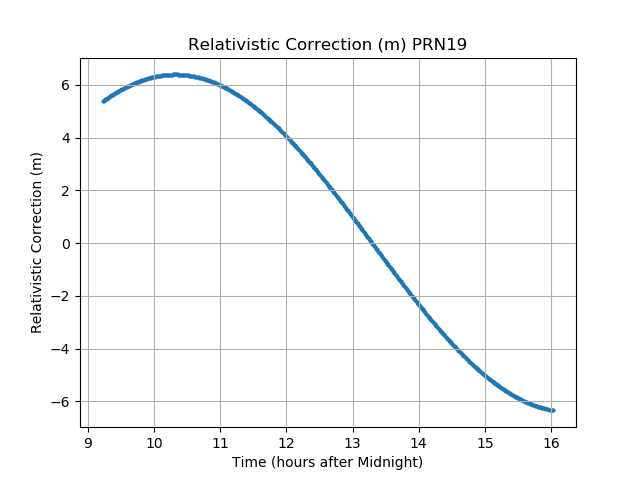 Relativistic Correction (m) PRN19
Relativistic Correction (m)
6
4
2
0
−2
−4
−6
9 10 11 12 13 14 15 16
Time (hours after Midnight)